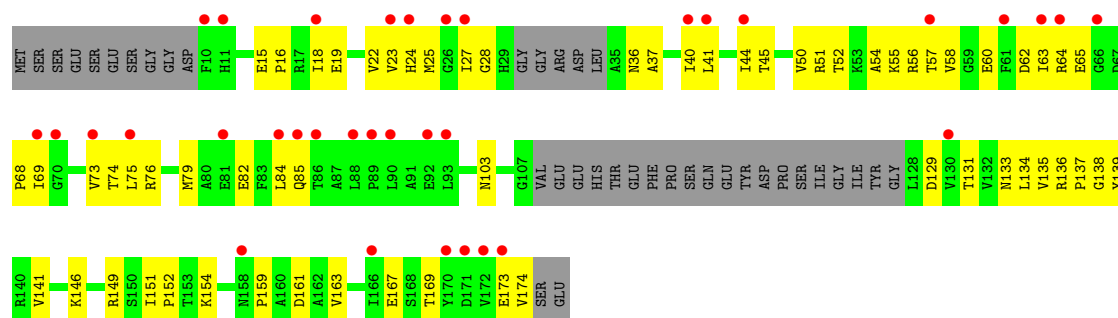 MET SER SER GLU SER GLU SER GLY GLY ASP F10 H11 E15 P16 R17 I18 E19 V22 V23 H24 M25 G26 I27 G28 H29 GLY GLY ARG ASP LEU A35 N36 A37 I40 L41 I44 T45 V50 R51 T52 K53 A54 K55 R56 T57 V58 G59 E60 F61 D62 I63 R64 E65 G66 D67
P68 I69 G70 V73 T74 L75 R76 M79 A80 E81 E82 F83 L84 Q85 T86 A87 L88 P89 L90 A91 E92 L93 N103 G107 VAL GLU GLU HIS THR GLU PHE PRO SER GLN GLU TYR ASP PRO SER ILE GLY ILE TYR GLY L128 D129 V130 T131 V132 N133 L134 V135 R136 P137 G138 Y139
R140 V141 K146 R149 S150 I151 P152 T153 K154 N158 P159 A160 D161 A162 V163 I166 E167 S168 T169 Y170 D171 V172 E173 V174 SER GLU